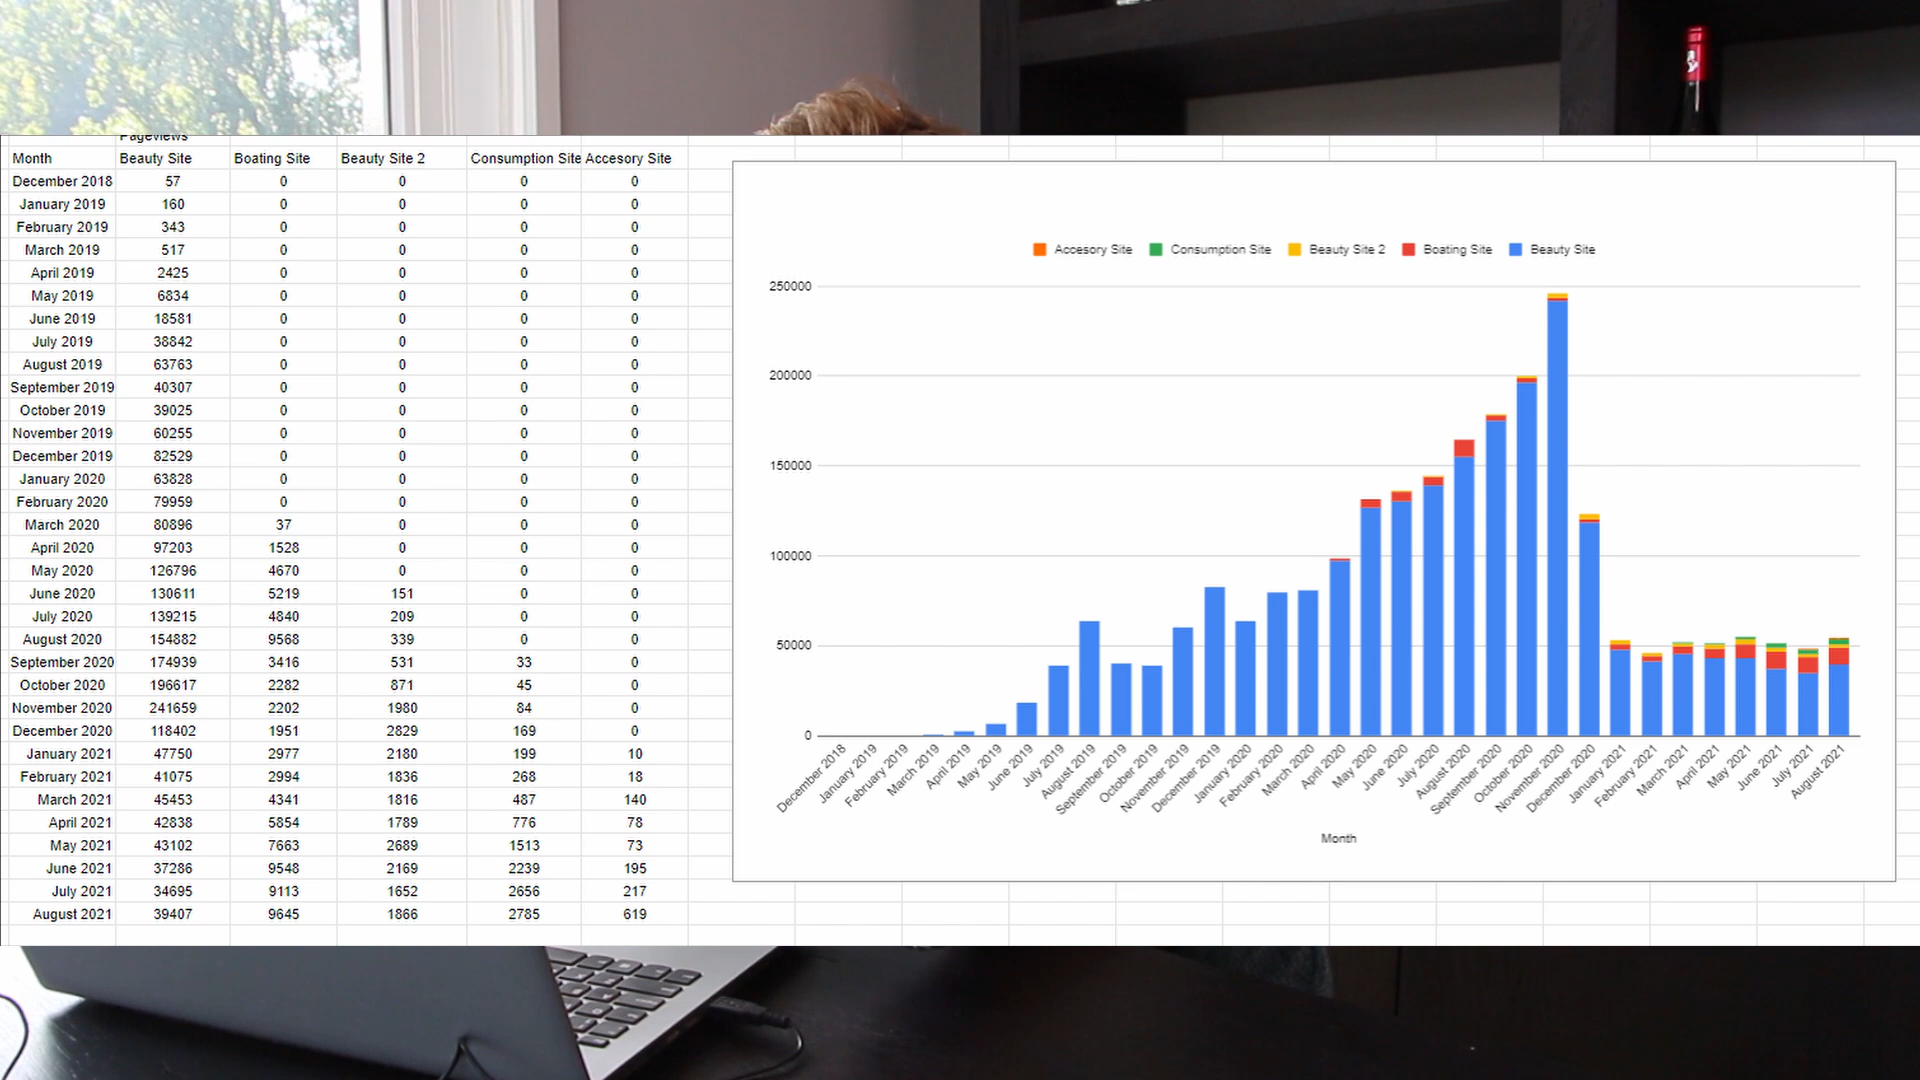 Pageviews
Month Beauty Site Boating Site Beauty Site 2 Consumption Site Accesory Site
December 2018 57 0 0 0 0
January 2019 160 0 0 0 0
February 2019 343 0 0 0 0
March 2019 517 0 0 0 0
April 2019 2425 0 0 0 0
May 2019 6834 0 0 0 0
June 2019 18581 0 0 0 0
July 2019 38842 0 0 0 0
August 2019 63763 0 0 0 0
September 2019 40307 0 0 0 0
October 2019 39025 0 0 0 0
November 2019 60255 0 0 0 0
December 2019 82529 0 0 0 0
January 2020 63828 0 0 0 0
February 2020 79959 0 0 0 0
March 2020 80896 37 0 0 0
April 2020 97203 1528 0 0 0
May 2020 126796 4670 0 0 0
June 2020 130611 5219 151 0 0
July 2020 139215 4840 209 0 0
August 2020 154882 9568 339 0 0
September 2020 174939 3416 531 33 0
October 2020 196617 2282 871 45 0
November 2020 241659 2202 1980 84 0
December 2020 118402 1951 2829 169 0
January 2021 47750 2977 2180 199 10
February 2021 41075 2994 1836 268 18
March 2021 45453 4341 1816 487 140
April 2021 42838 5854 1789 776 78
May 2021 43102 7663 2689 1513 73
June 2021 37286 9548 2169 2239 195
July 2021 34695 9113 1652 2656 217
August 2021 39407 9645 1866 2785 619
Accesory Site Consumption Site Beauty Site 2 Boating Site Beauty Site
250000
200000
150000
100000
50000
0
December 2018 January 2019 February 2019 March 2019 April 2019 May 2019 June 2019 July 2019 August 2019 September 2019 October 2019 November 2019 December 2019 January 2020 February 2020 March 2020 April 2020 May 2020 June 2020 July 2020 August 2020 September 2020 October 2020 November 2020 December 2020 January 2021 February 2021 March 2021 April 2021 May 2021 June 2021 July 2021 August 2021
Month